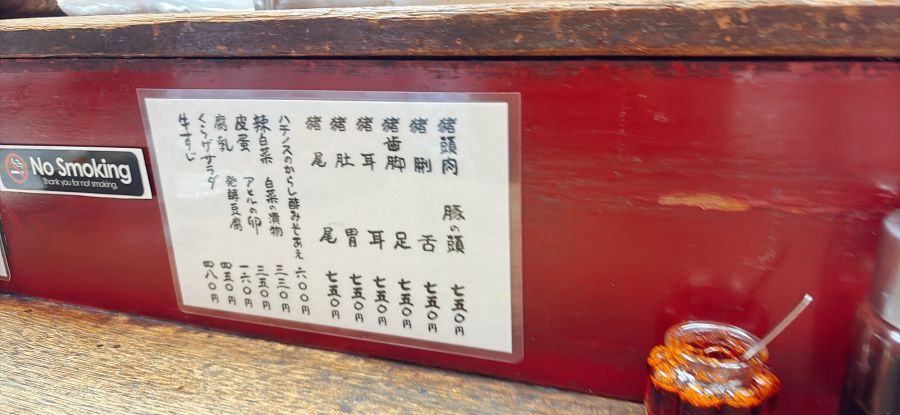 猪頭肉 豚の頭 七五〇円
猪脷 舌 七五〇円
猪歯脚 足 七五〇円
猪耳 耳 七五〇円
猪肚 胃 七五〇円
猪尾 尾 七五〇円
ハチノスのからし酢みそあえ 六〇〇円
辣白菜 白菜の漬物 三三〇円
皮蛋 アヒルの卵 三五〇円
腐乳 発酵豆腐 一六〇円
くらげサラダ 四五〇円
牛すじ 四八〇円
No Smoking
Thank you for not smoking.